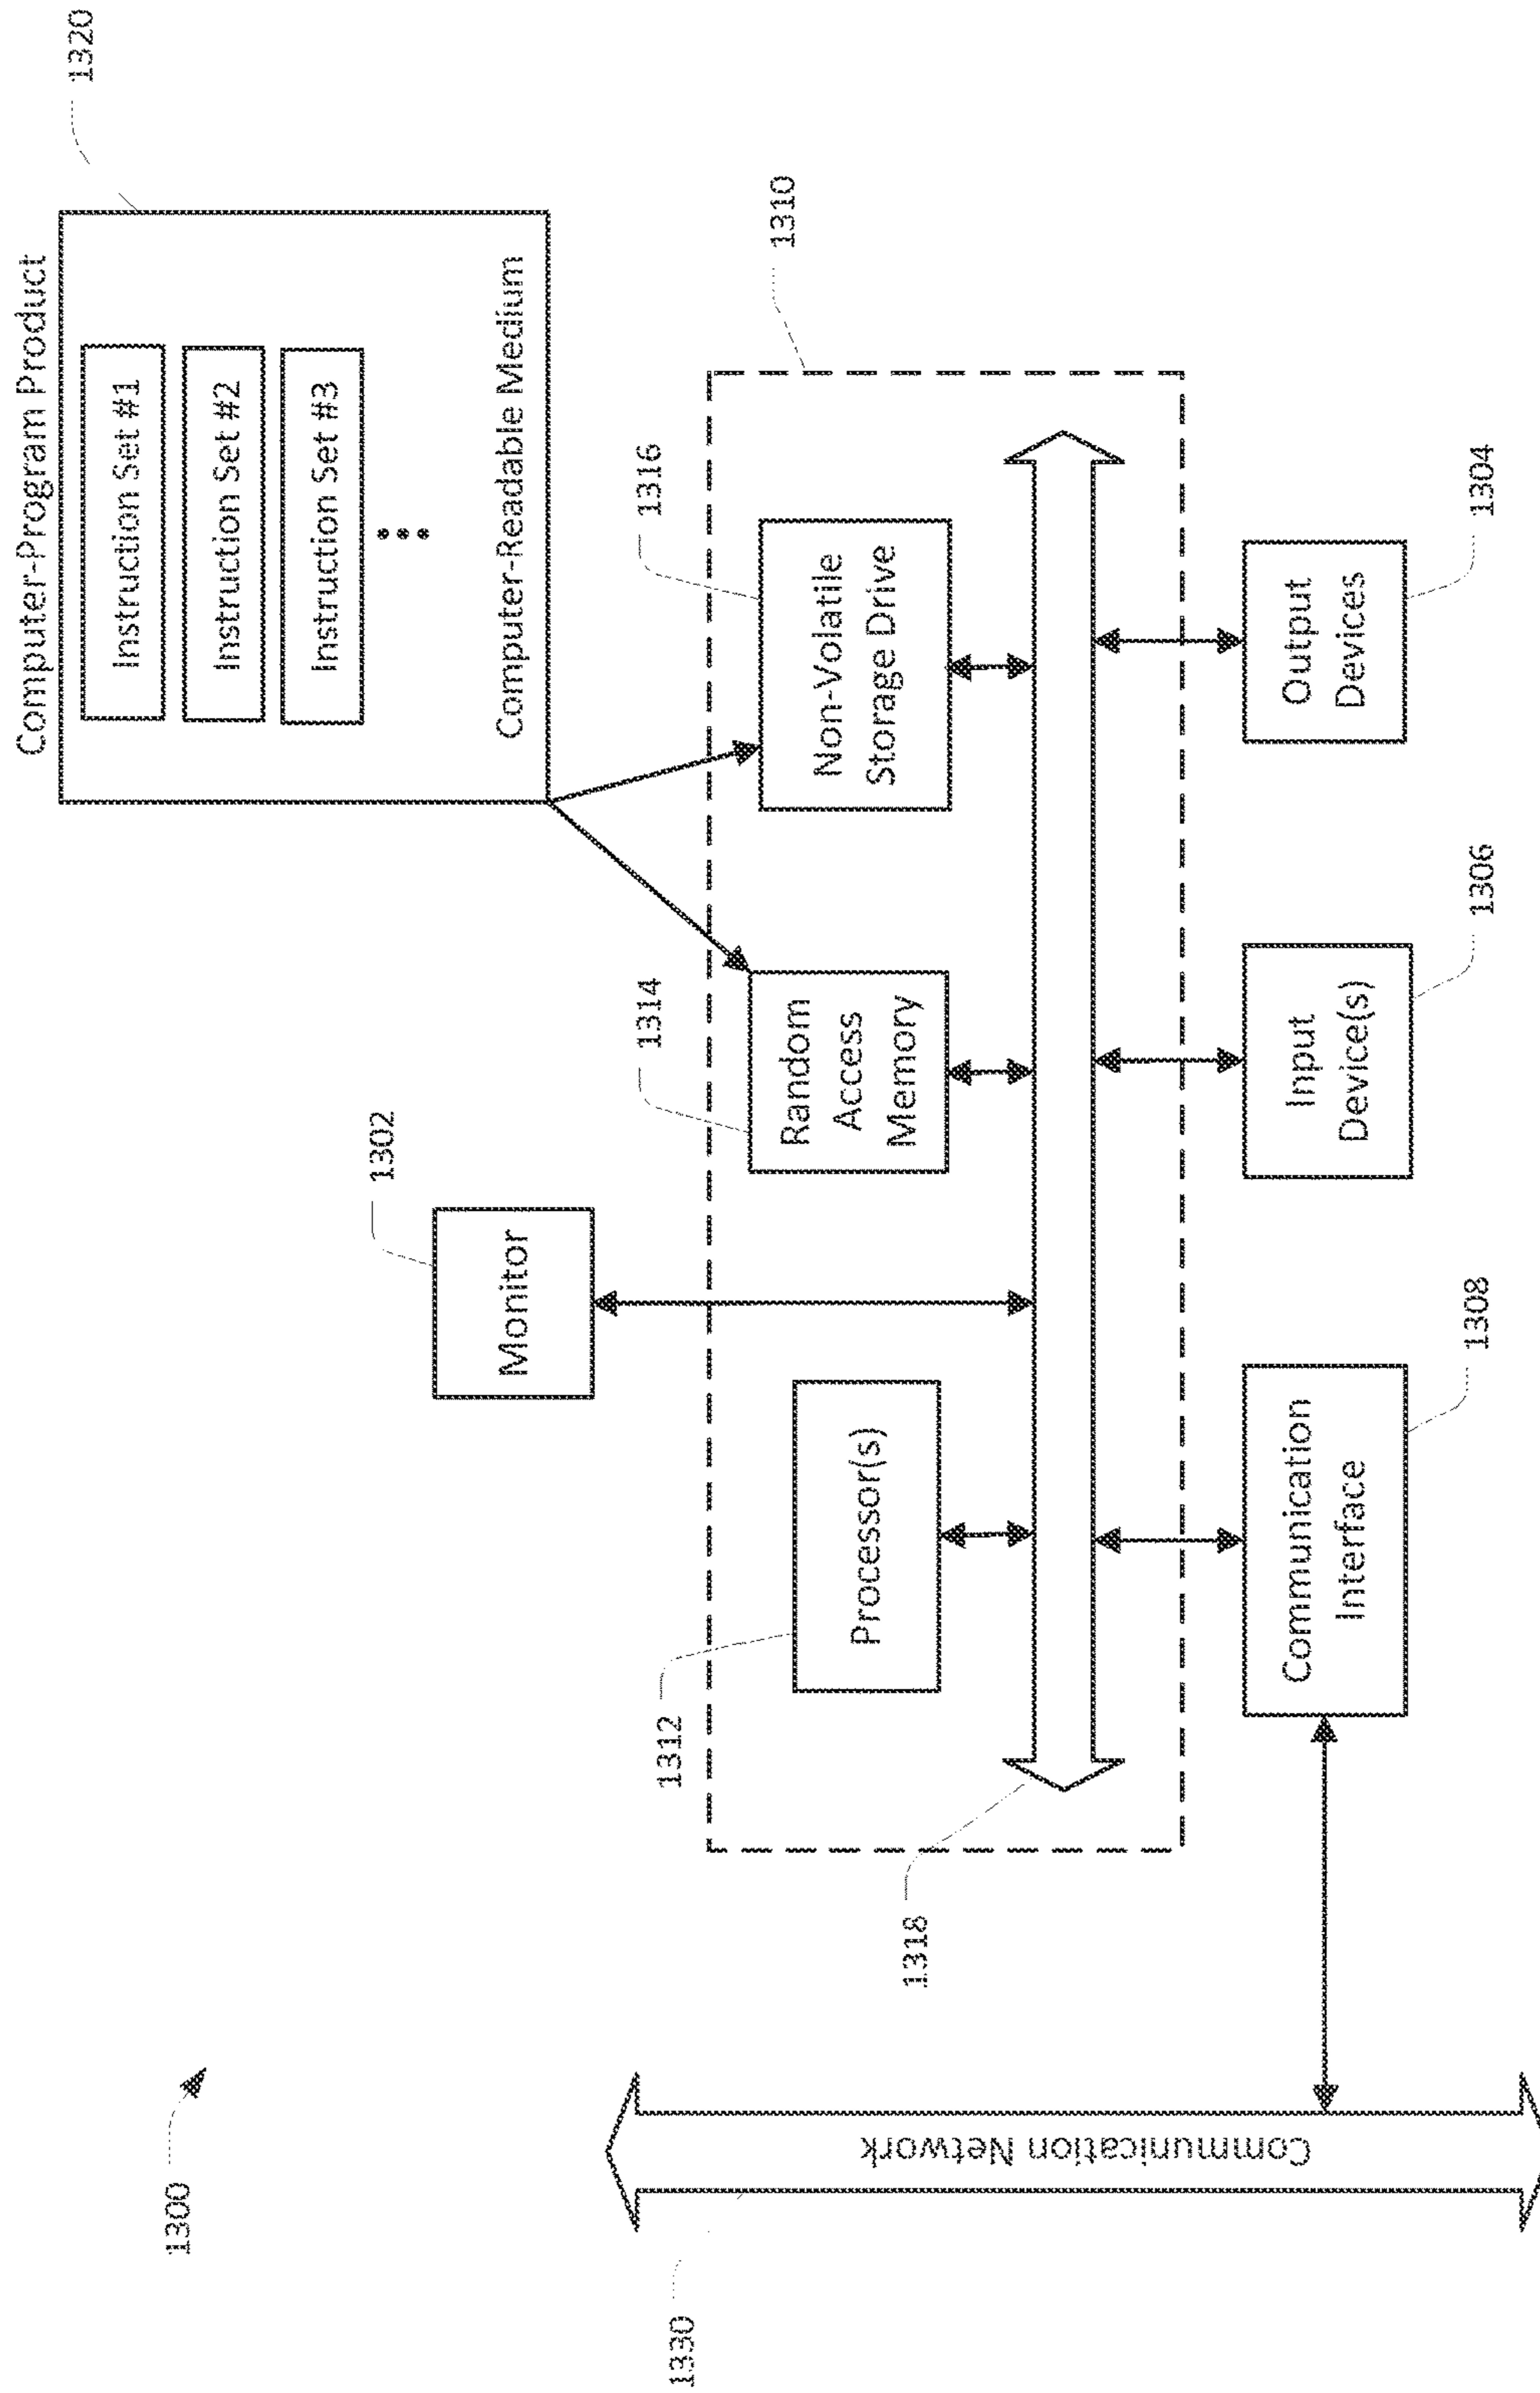 1300
Computer-Program Product
1320
Instruction Set #1
Instruction Set #2
Instruction Set #3
Computer-Readable Medium
Monitor
1302
1310
1312
1314
1316
Processor(s)
Random
Access
Memory
Non-Volatile
Storage Drive
1318
1330
Communication Network
Communication
Interface
1308
Input
Device(s)
1306
Output
Devices
1304